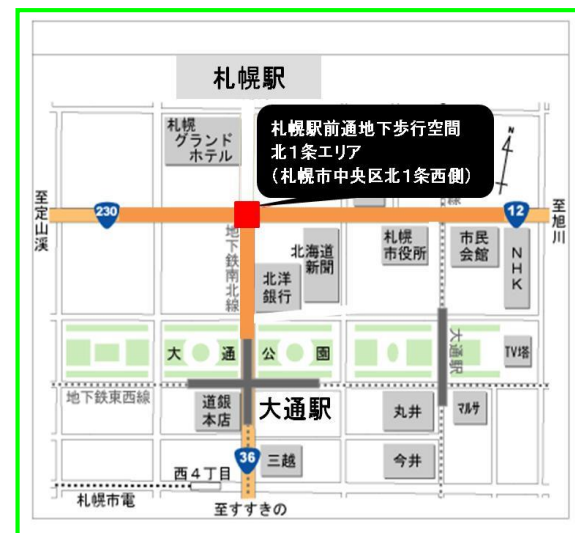 札幌駅
札幌
グランド
ホテル
札幌駅前通地下歩行空間
北1条エリア
(札幌市中央区北1条西側)
N
至定山渓
230
12
至旭川
線
地下鉄南北線
北海道
新聞
北洋
銀行
札幌
市役所
市民
会館
NHK
大通公園
大通駅
TV塔
地下鉄東西線
道銀
本店
大通駅
丸井
マルサ
36
三越
今井
西4丁目
札幌市電
至すすきの